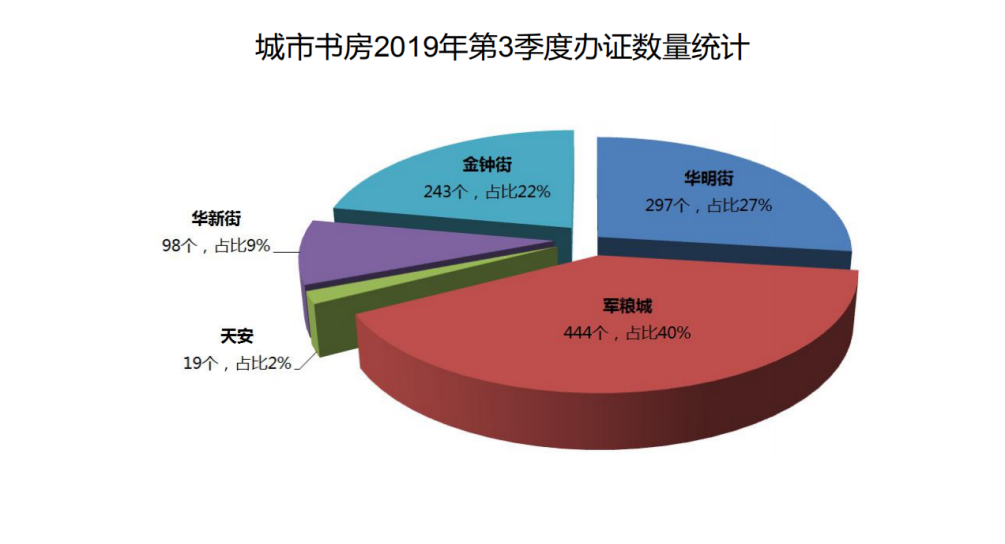 城市书房2019年第3季度办证数量统计
金钟街
243个，占比22%
华明街
297个，占比27%
华新街
98个，占比9%
军粮城
444个，占比40%
天安
19个，占比2%